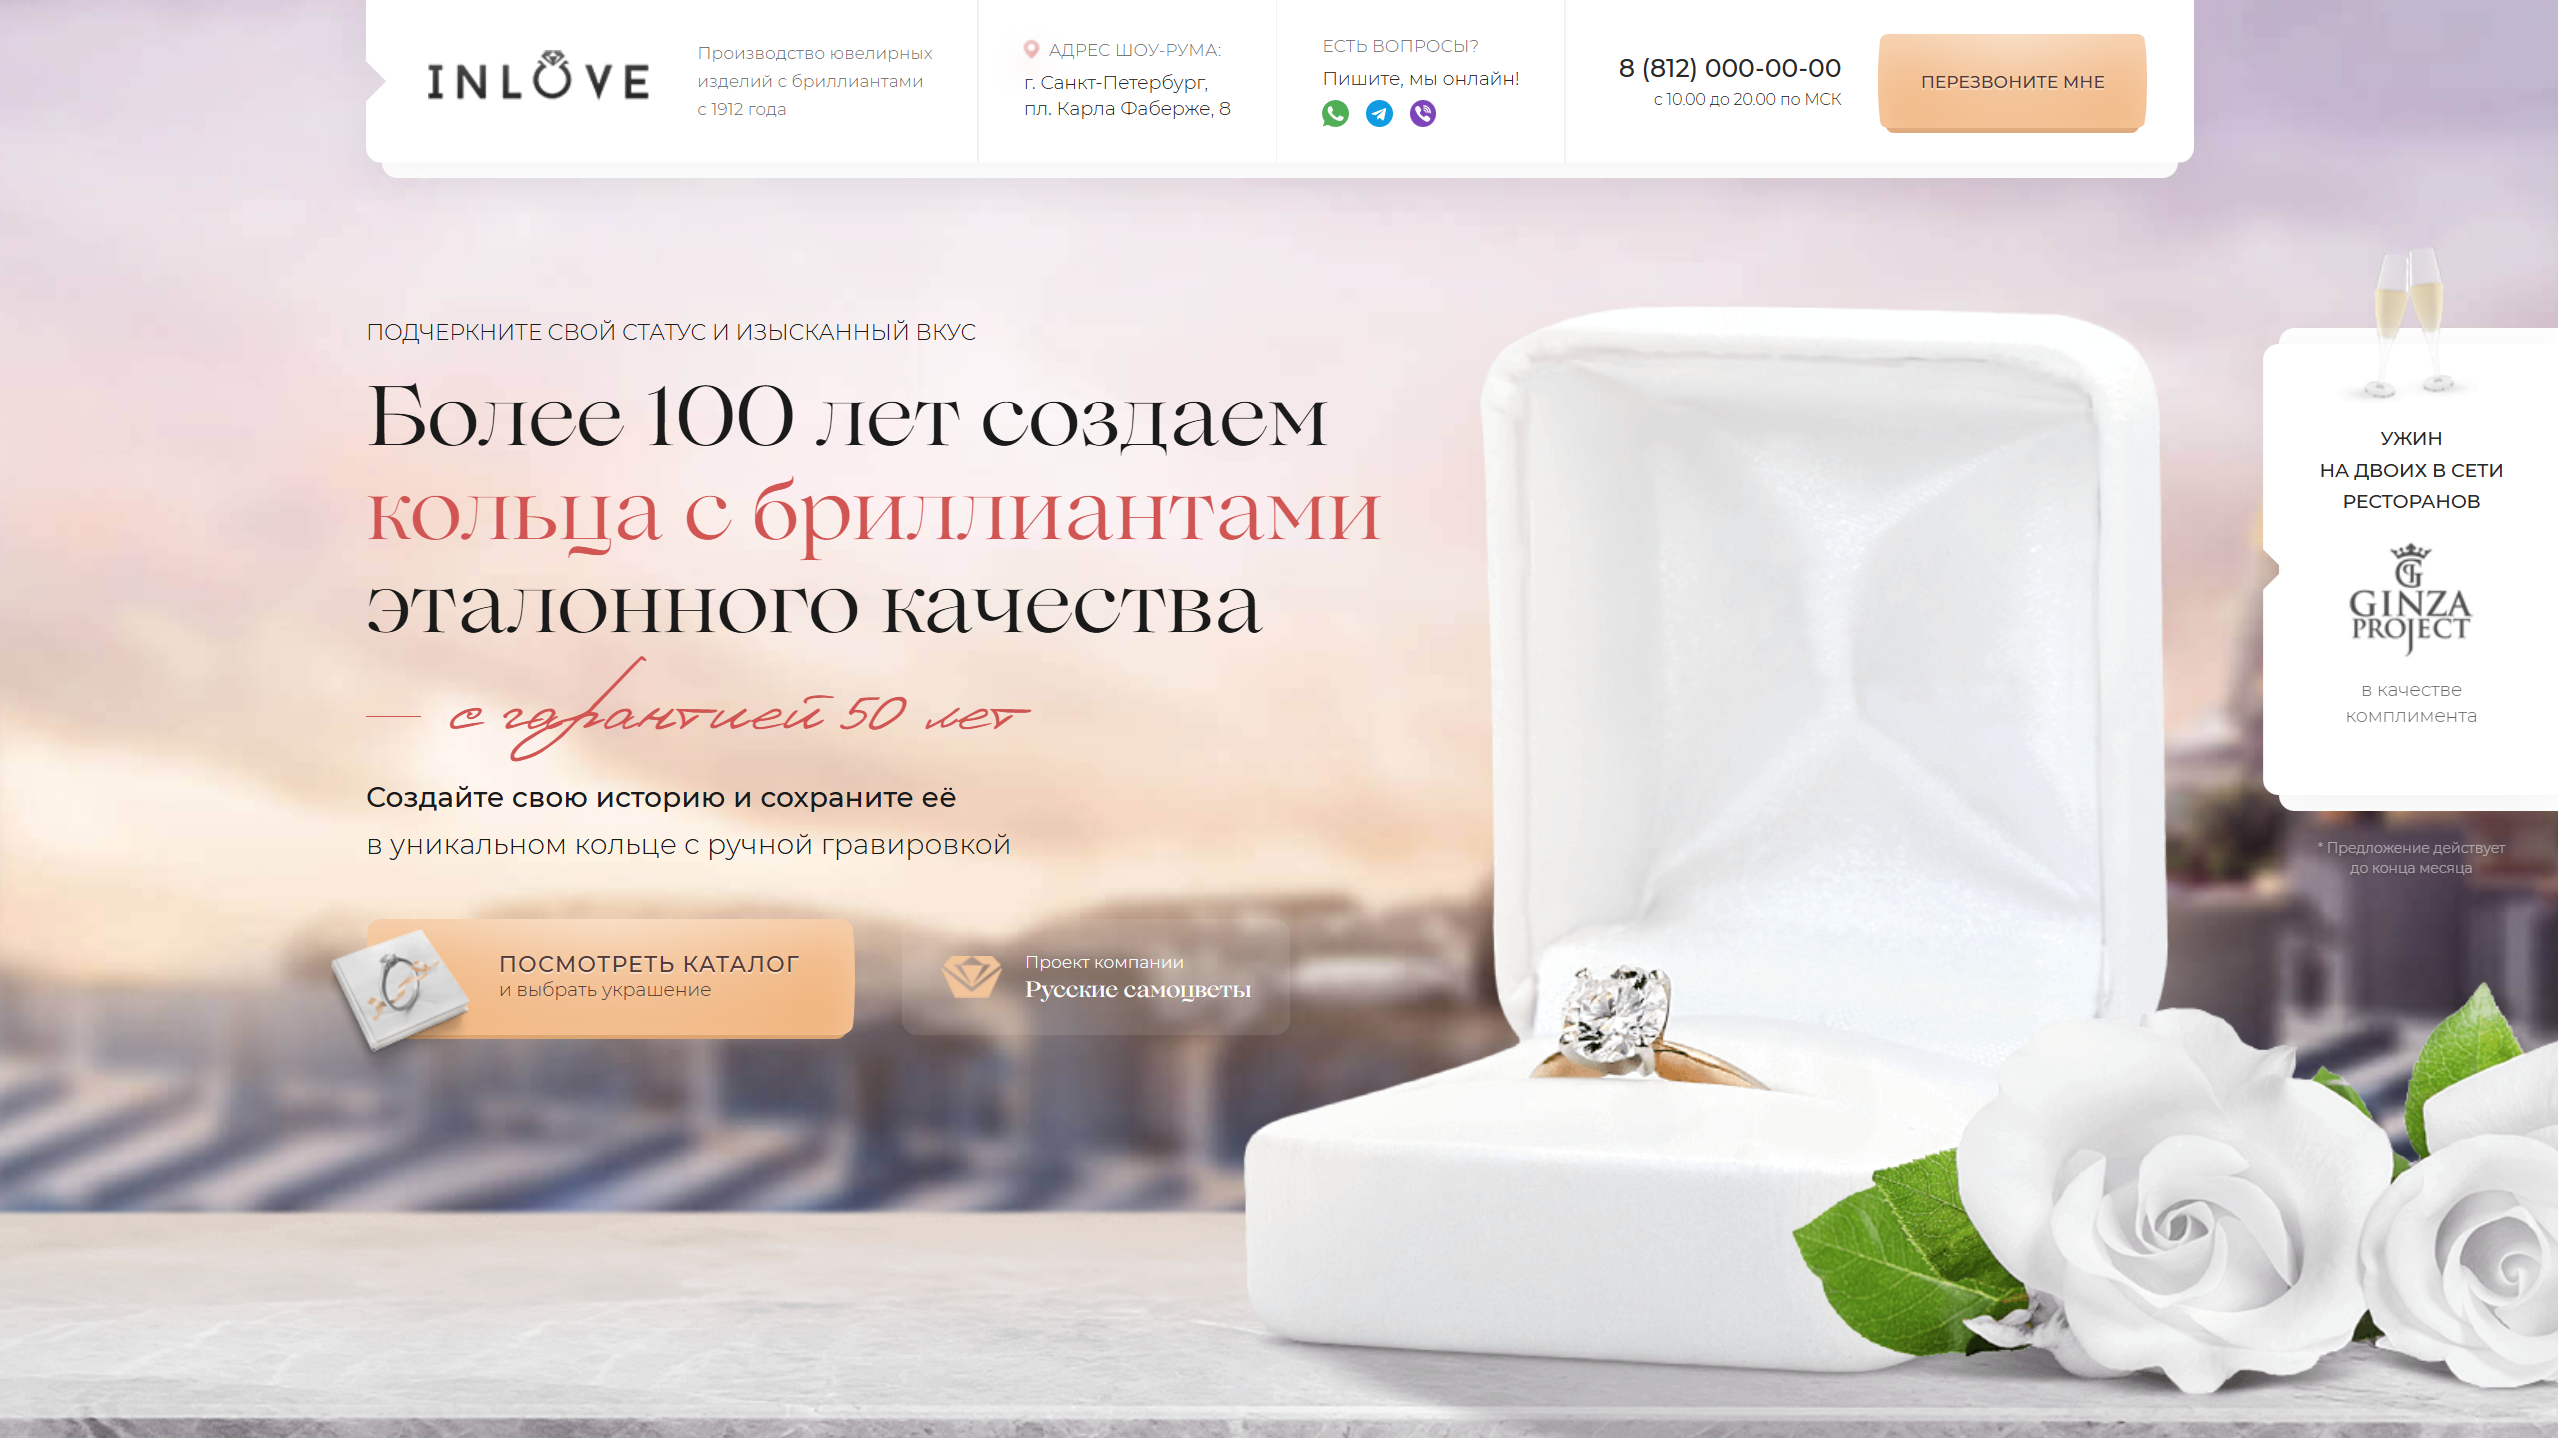 INLOVE
Производство ювелирных
изделий с бриллиантами
с 1912 года
АДРЕС ШОУ-РУМА:
г. Санкт-Петербург,
пл. Карла Фаберже, 8
ЕСТЬ ВОПРОСЫ?
Пишите, мы онлайн!
8 (812) 000-00-00
с 10.00 до 20.00 по МСК
ПЕРЕЗВОНИТЕ МНЕ
ПОДЧЕРКНИТЕ СВОЙ СТАТУС И ИЗЫСКАННЫЙ ВКУС
Более 100 лет создаем
кольца с бриллиантами
эталонного качества
— с гарантией 50 лет
Создайте свою историю и сохраните её
в уникальном кольце с ручной гравировкой
ПОСМОТРЕТЬ КАТАЛОГ
и выбрать украшение
Проект компании
Русские самоцветы
УЖИН
НА ДВОИХ В СЕТИ
РЕСТОРАНОВ
GP
GINZA
PROJECT
в качестве
комплимента
* Предложение действует
до конца месяца